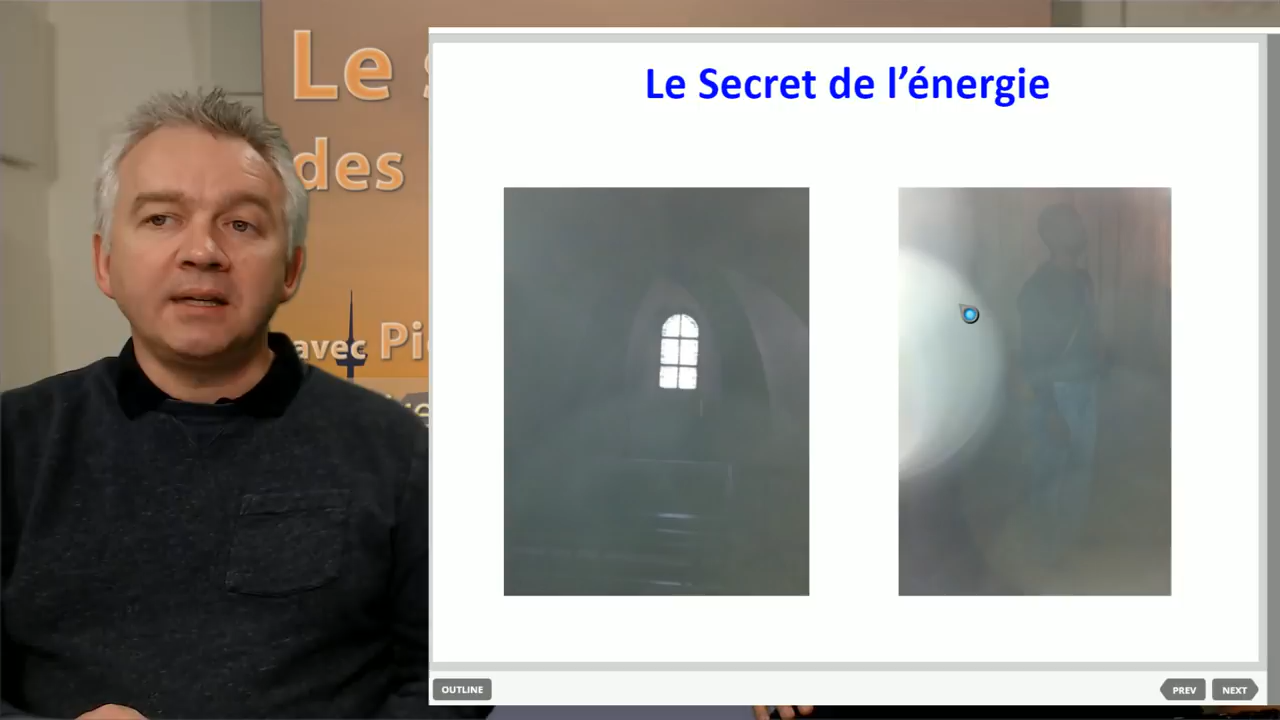 Le
des
avec Pi
Le Secret de l’énergie
OUTLINE
PREV
NEXT